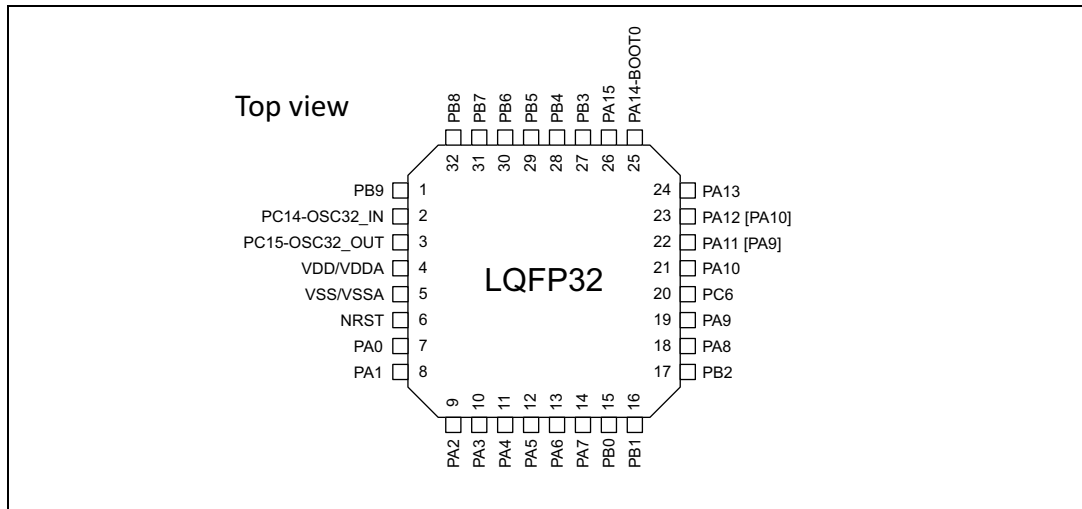 Top view
PB8
PB7
PB6
PB5
PB4
PB3
PA15
PA14-BOOT0
32
31
30
29
28
27
26
25
PB9 1
PC14-OSC32_IN 2
PC15-OSC32_OUT 3
VDD/VDDA 4
VSS/VSSA 5
NRST 6
PA0 7
PA1 8
LQFP32
24 PA13
23 PA12 [PA10]
22 PA11 [PA9]
21 PA10
20 PC6
19 PA9
18 PA8
17 PB2
9
10
11
12
13
14
15
16
PA2
PA3
PA4
PA5
PA6
PA7
PB0
PB1